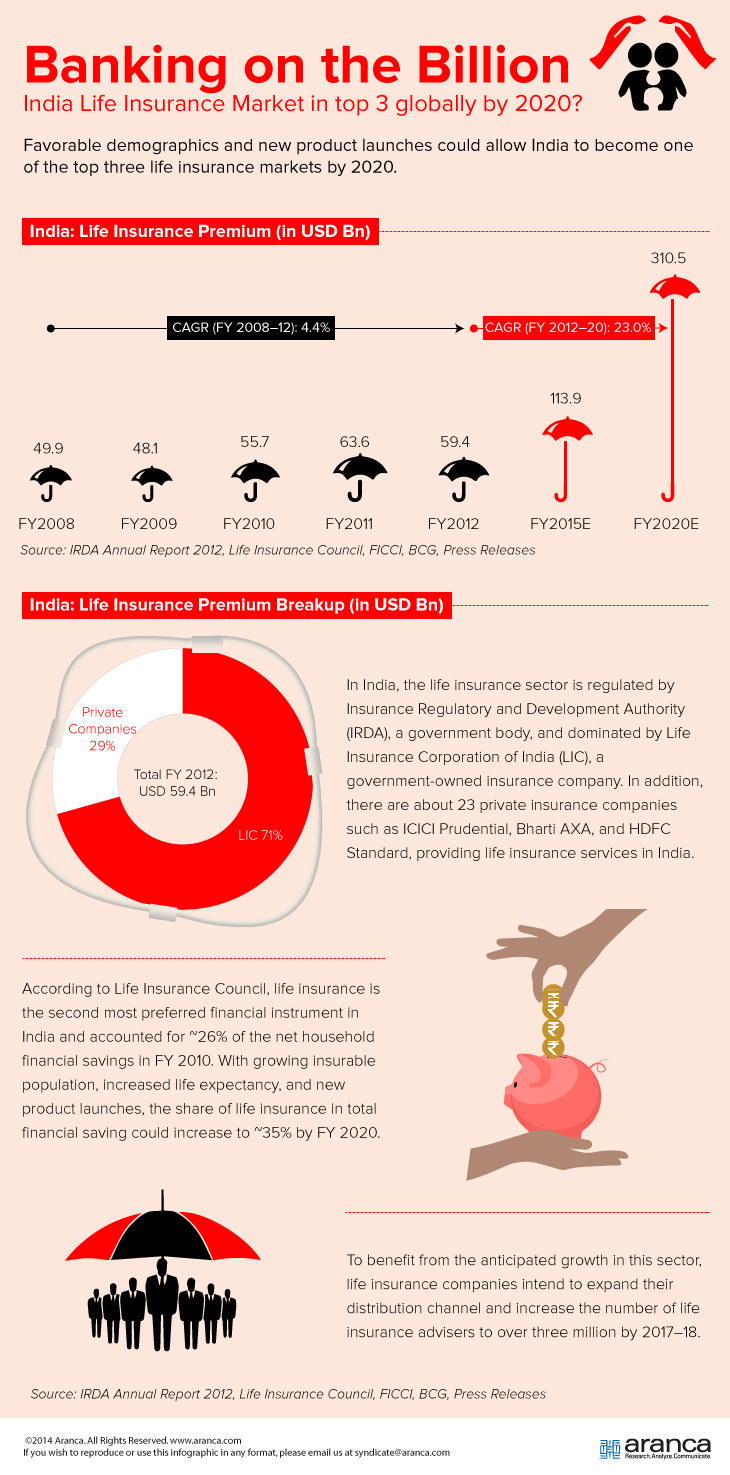 Banking on the Billion
India Life Insurance Market in top 3 globally by 2020?
Favorable demographics and new product launches could allow India to become one
of the top three life insurance markets by 2020.
India: Life Insurance Premium (in USD Bn)
310.5
CAGR (FY 2008–12): 4.4%
CAGR (FY 2012–20): 23.0%
113.9
49.9
48.1
55.7
63.6
59.4
FY2008
FY2009
FY2010
FY2011
FY2012
FY2015E
FY2020E
Source: IRDA Annual Report 2012, Life Insurance Council, FICCI, BCG, Press Releases
India: Life Insurance Premium Breakup (in USD Bn)
Private
Companies
29%
Total FY 2012:
USD 59.4 Bn
LIC 71%
In India, the life insurance sector is regulated by
Insurance Regulatory and Development Authority
(IRDA), a government body, and dominated by Life
Insurance Corporation of India (LIC), a
government-owned insurance company. In addition,
there are about 23 private insurance companies
such as ICICI Prudential, Bharti AXA, and HDFC
Standard, providing life insurance services in India.
According to Life Insurance Council, life insurance is
the second most preferred financial instrument in
India and accounted for ~26% of the net household
financial savings in FY 2010. With growing insurable
population, increased life expectancy, and new
product launches, the share of life insurance in total
financial saving could increase to ~35% by FY 2020.
₹
₹
₹
₹
To benefit from the anticipated growth in this sector,
life insurance companies intend to expand their
distribution channel and increase the number of life
insurance advisers to over three million by 2017–18.
Source: IRDA Annual Report 2012, Life Insurance Council, FICCI, BCG, Press Releases
©2014 Aranca. All Rights Reserved. www.aranca.com
If you wish to reproduce or use this infographic in any format, please email us at syndicate@aranca.com
aranca
Research.Analyze.Communicate